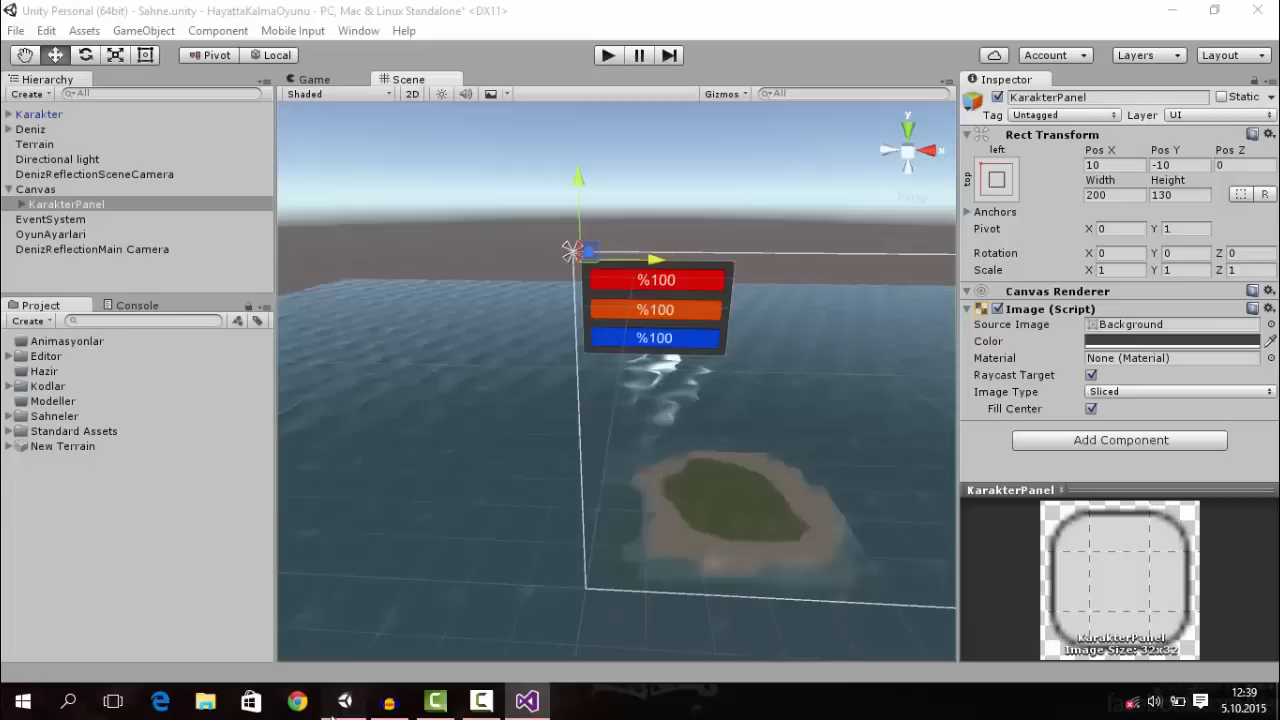 Unity Personal (64bit) - Sahne.unity - HayattaKalmaOyunu - PC, Mac & Linux Standalone* <DX11>
File Edit Assets GameObject Component Mobile Input Window Help
Pivot Local Account Layers Layout
Hierarchy Game Scene Inspector
Create All Shaded 2D Gizmos All KarakterPanel Static
Tag Untagged Layer UI
Karakter
Deniz
Terrain
Directional light
DenizReflectionSceneCamera
Canvas
KarakterPanel
EventSystem
OyunAyarlari
DenizReflectionMain Camera
Project Console
Create
Animasyonlar
Editor
Hazir
Kodlar
Modeller
Sahneler
Standard Assets
New Terrain
y
x
Persp
%100
%100
%100
Rect Transform
left Pos X Pos Y Pos Z
top 10 -10 0
Width Height
200 130 R
Anchors
Pivot X 0 Y 1
Rotation X 0 Y 0 Z 0
Scale X 1 Y 1 Z 1
Canvas Renderer
Image (Script)
Source Image Background
Color
Material None (Material)
Raycast Target
Image Type Sliced
Fill Center
Add Component
KarakterPanel
KarakterPanel
Image Size: 32x32
12:39
5.10.2015